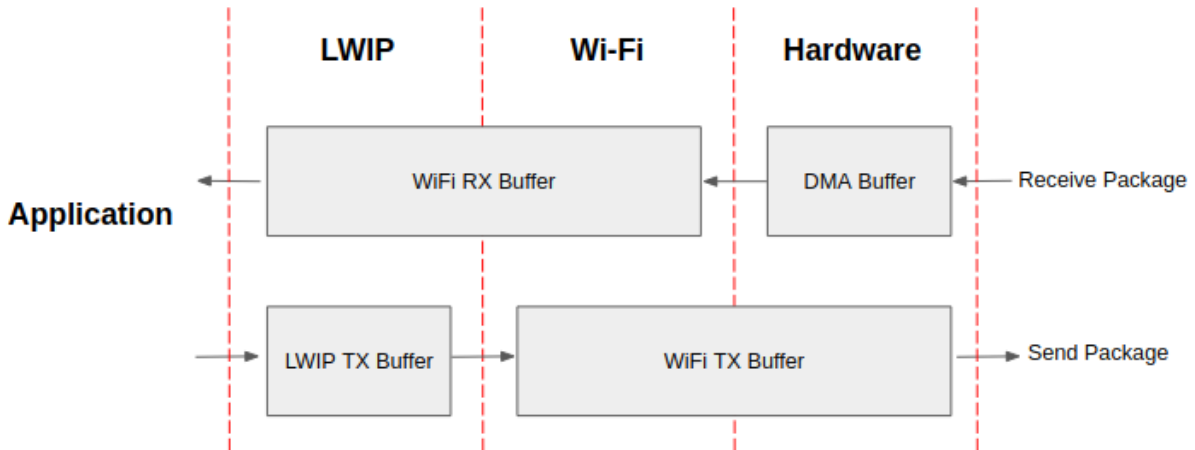 LWIP
Wi-Fi
Hardware
WiFi RX Buffer
DMA Buffer
Receive Package
Application
LWIP TX Buffer
WiFi TX Buffer
Send Package